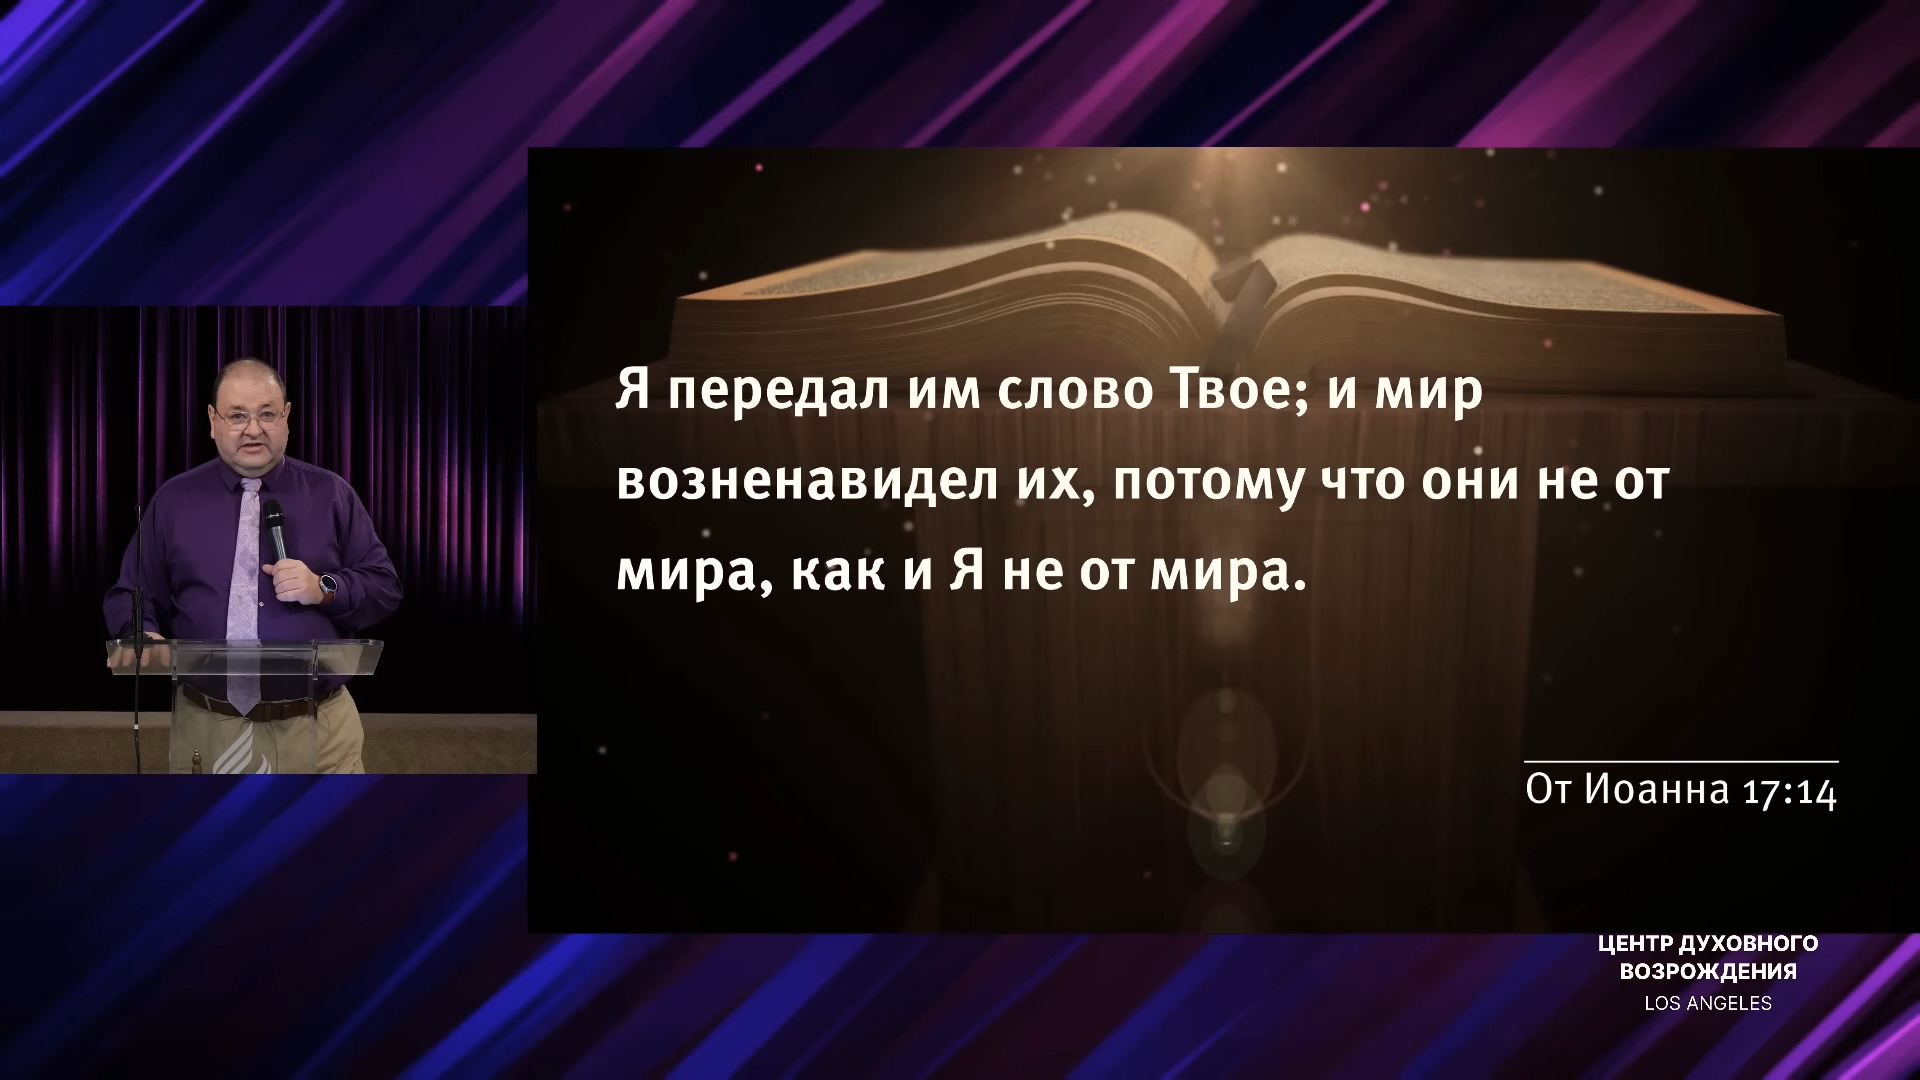 Я передал им слово Твое; и мир
возненавидел их, потому что они не от
мира, как и Я не от мира.
От Иоанна 17:14
ЦЕНТР ДУХОВНОГО
ВОЗРОЖДЕНИЯ
LOS ANGELES